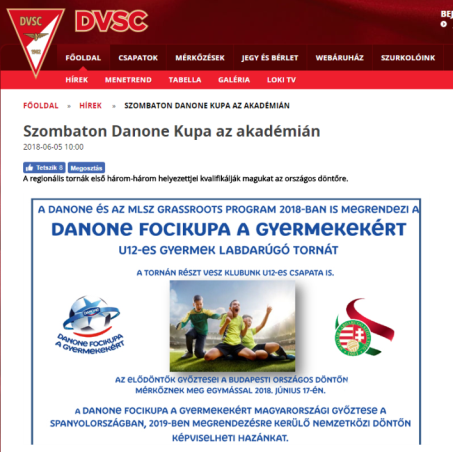 DVSC
1902
DVSC
BEJ
FŐOLDAL CSAPATOK MÉRKŐZÉSEK JEGY ÉS BÉRLET WEBÁRUHÁZ SZURKOLÓINK
HÍREK MENETREND TABELLA GALÉRIA LOKI TV
FŐOLDAL » HÍREK » SZOMBATON DANONE KUPA AZ AKADÉMIÁN
Szombaton Danone Kupa az akadémián
2018-06-05 10:00
Tetszik 8 Megosztás
A regionális tornák első három-három helyezettjei kvalifikálják magukat az országos döntőre.
A DANONE ÉS AZ MLSZ GRASSROOTS PROGRAM 2018-BAN IS MEGRENDEZI A
DANONE FOCIKUPA A GYERMEKEKÉRT
U12-ES GYERMEK LABDARÚGÓ TORNÁT
A TORNÁN RÉSZT VESZ KLUBUNK U12-ES CSAPATA IS.
DANONE FOCIKUPA
A GYERMEKEKÉRT
AZ ELŐDÖNTŐK GYŐZTESEI A BUDAPESTI ORSZÁGOS DÖNTŐN
MÉRKŐZNEK MEG EGYMÁSSAL 2018. JÚNIUS 17-ÉN.
A DANONE FOCIKUPA A GYERMEKEKÉRT MAGYARORSZÁGI GYŐZTESE A
SPANYOLORSZÁGBAN, 2019-BEN MEGRENDEZÉSRE KERÜLŐ NEMZETKÖZI DÖNTŐN
KÉPVISELHETI HAZÁNKAT.